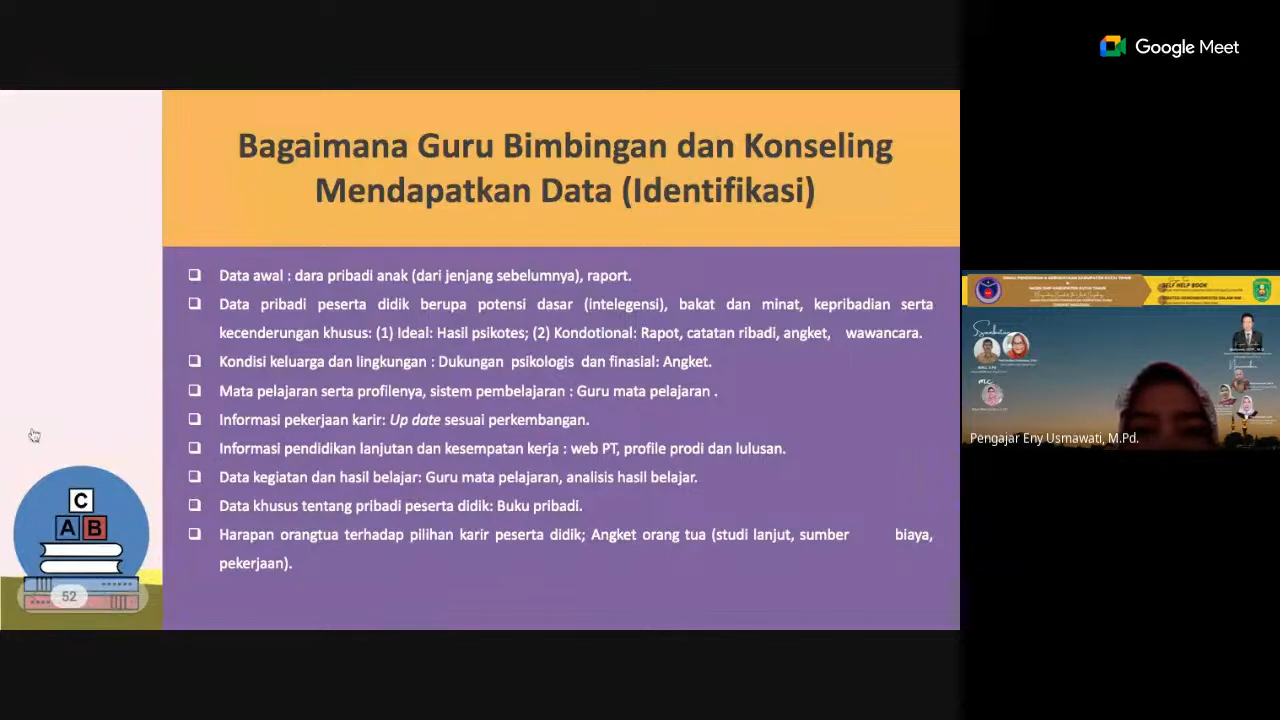 Google Meet
Bagaimana Guru Bimbingan dan Konseling
Mendapatkan Data (Identifikasi)
Data awal : dara pribadi anak (dari jenjang sebelumnya), raport.
Data pribadi peserta didik berupa potensi dasar (intelegensi), bakat dan minat, kepribadian serta
kecenderungan khusus: (1) Ideal: Hasil psikotes; (2) Kondotional: Rapot, catatan ribadi, angket, wawancara.
Kondisi keluarga dan lingkungan : Dukungan psikologis dan finasial: Angket.
Mata pelajaran serta profilenya, sistem pembelajaran : Guru mata pelajaran .
Informasi pekerjaan karir: Up date sesuai perkembangan.
Informasi pendidikan lanjutan dan kesempatan kerja : web PT, profile prodi dan lulusan.
Data kegiatan dan hasil belajar: Guru mata pelajaran, analisis hasil belajar.
Data khusus tentang pribadi peserta didik: Buku pribadi.
Harapan orangtua terhadap pilihan karir peserta didik; Angket orang tua (studi lanjut, sumber biaya,
pekerjaan).
C
A B
52
SELF HELP BOOK
Sambutan
MC
Pengajar Eny Usmawati, M.Pd.